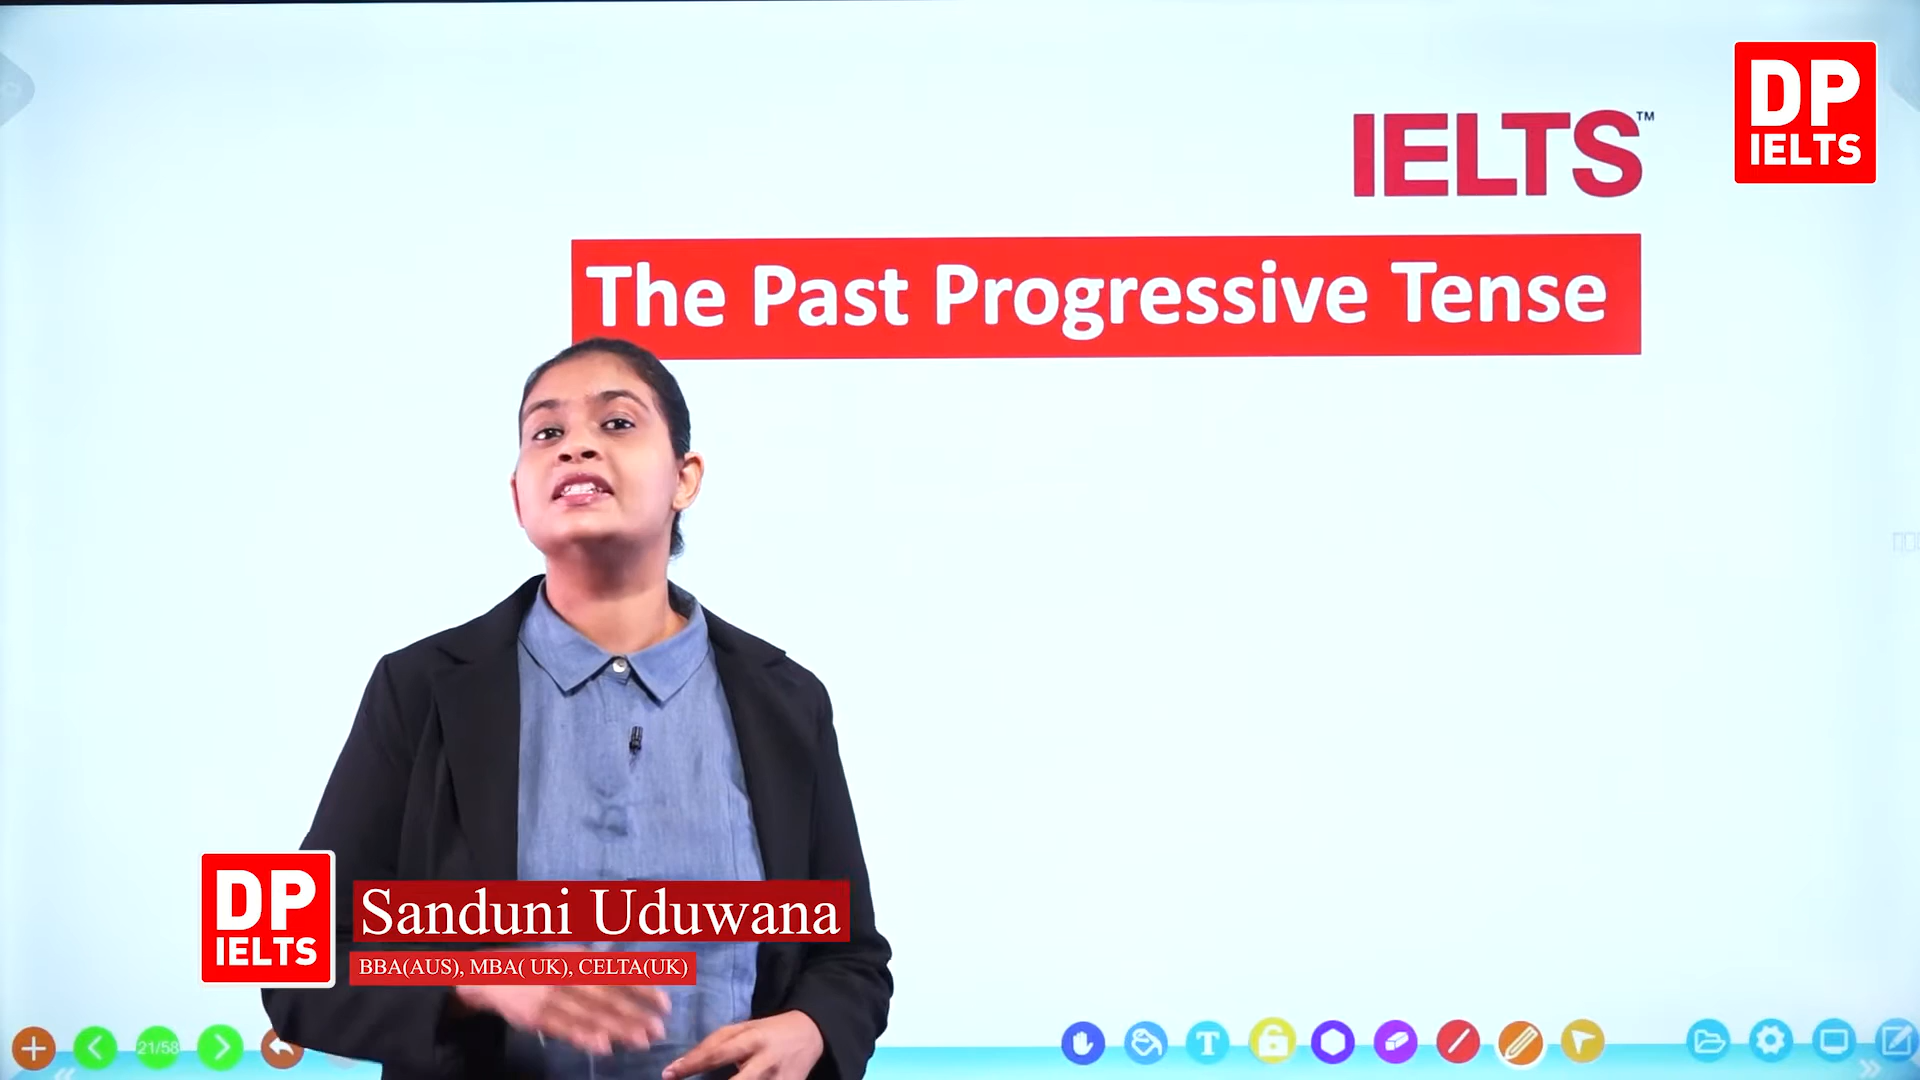 DP
IELTS
IELTS™
The Past Progressive Tense
DP
IELTS
Sanduni Uduwana
BBA(AUS), MBA( UK), CELTA(UK)
21/58
T